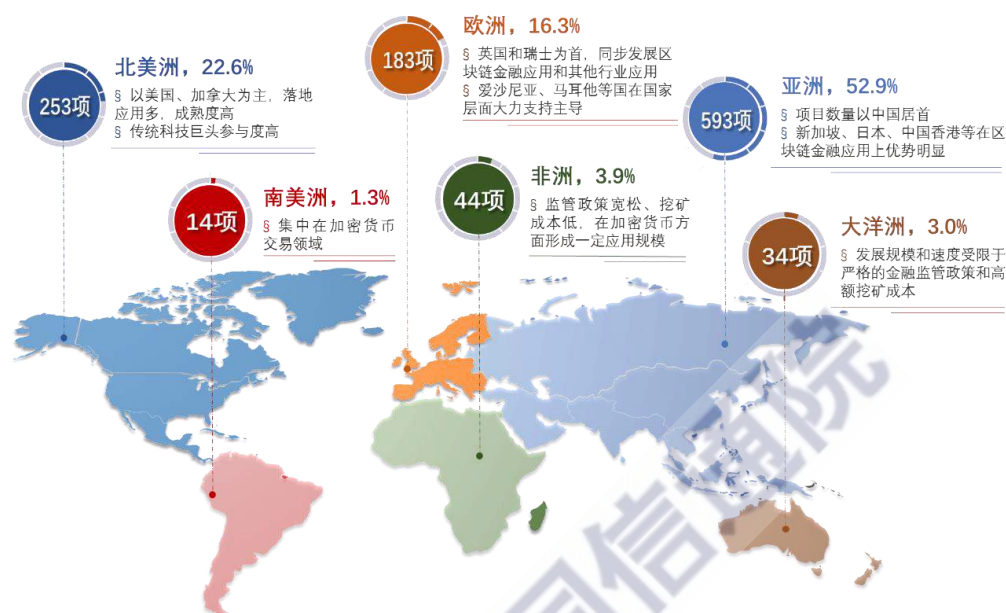 253项
北美洲，22.6%
§ 以美国、加拿大为主，落地
应用多，成熟度高
§ 传统科技巨头参与度高
183项
欧洲，16.3%
§ 英国和瑞士为首，同步发展区
块链金融应用和其他行业应用
§ 爱沙尼亚、马耳他等国在国家
层面大力支持主导
593项
亚洲，52.9%
§ 项目数量以中国居首
§ 新加坡、日本、中国香港等在区
块链金融应用上优势明显
14项
南美洲，1.3%
§ 集中在加密货币
交易领域
44项
非洲，3.9%
§ 监管政策宽松、挖矿
成本低，在加密货币方
面形成一定应用规模
34项
大洋洲，3.0%
§ 发展规模和速度受限于
严格的金融监管政策和高
额挖矿成本
国信通院